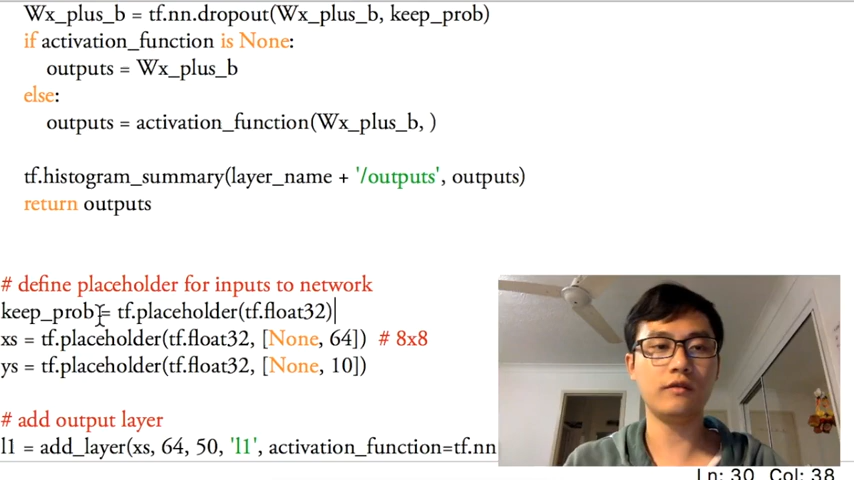 Wx_plus_b = tf.nn.dropout(Wx_plus_b, keep_prob)
if activation_function is None:
outputs = Wx_plus_b
else:
outputs = activation_function(Wx_plus_b, )
tf.histogram_summary(layer_name + '/outputs', outputs)
return outputs
# define placeholder for inputs to network
keep_prob = tf.placeholder(tf.float32)
xs = tf.placeholder(tf.float32, [None, 64]) # 8x8
ys = tf.placeholder(tf.float32, [None, 10])
# add output layer
l1 = add_layer(xs, 64, 50, 'l1', activation_function=tf.nn
Ln: 30 Col: 38